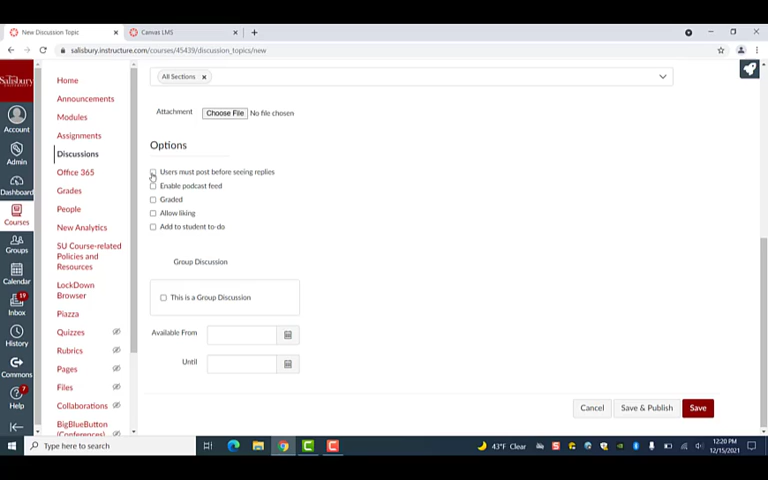 New Discussion Topic
Canvas LMS
salisbury.instructure.com/courses/45439/discussion_topics/new
Salisbury
Account
Admin
Dashboard
Courses
Groups
Calendar
19
Inbox
History
Commons
7
Help
Home
Announcements
Modules
Assignments
Discussions
Office 365
Grades
People
New Analytics
SU Course-related
Policies and
Resources
LockDown
Browser
Piazza
Quizzes
Rubrics
Pages
Files
Collaborations
BigBlueButton
(Conferences)
All Sections
Attachment
Choose File No file chosen
Options
Users must post before seeing replies
Enable podcast feed
Graded
Allow liking
Add to student to-do
Group Discussion
This is a Group Discussion
Available From
Until
Cancel
Save & Publish
Save
Type here to search
43°F Clear
12:20 PM
12/15/2021